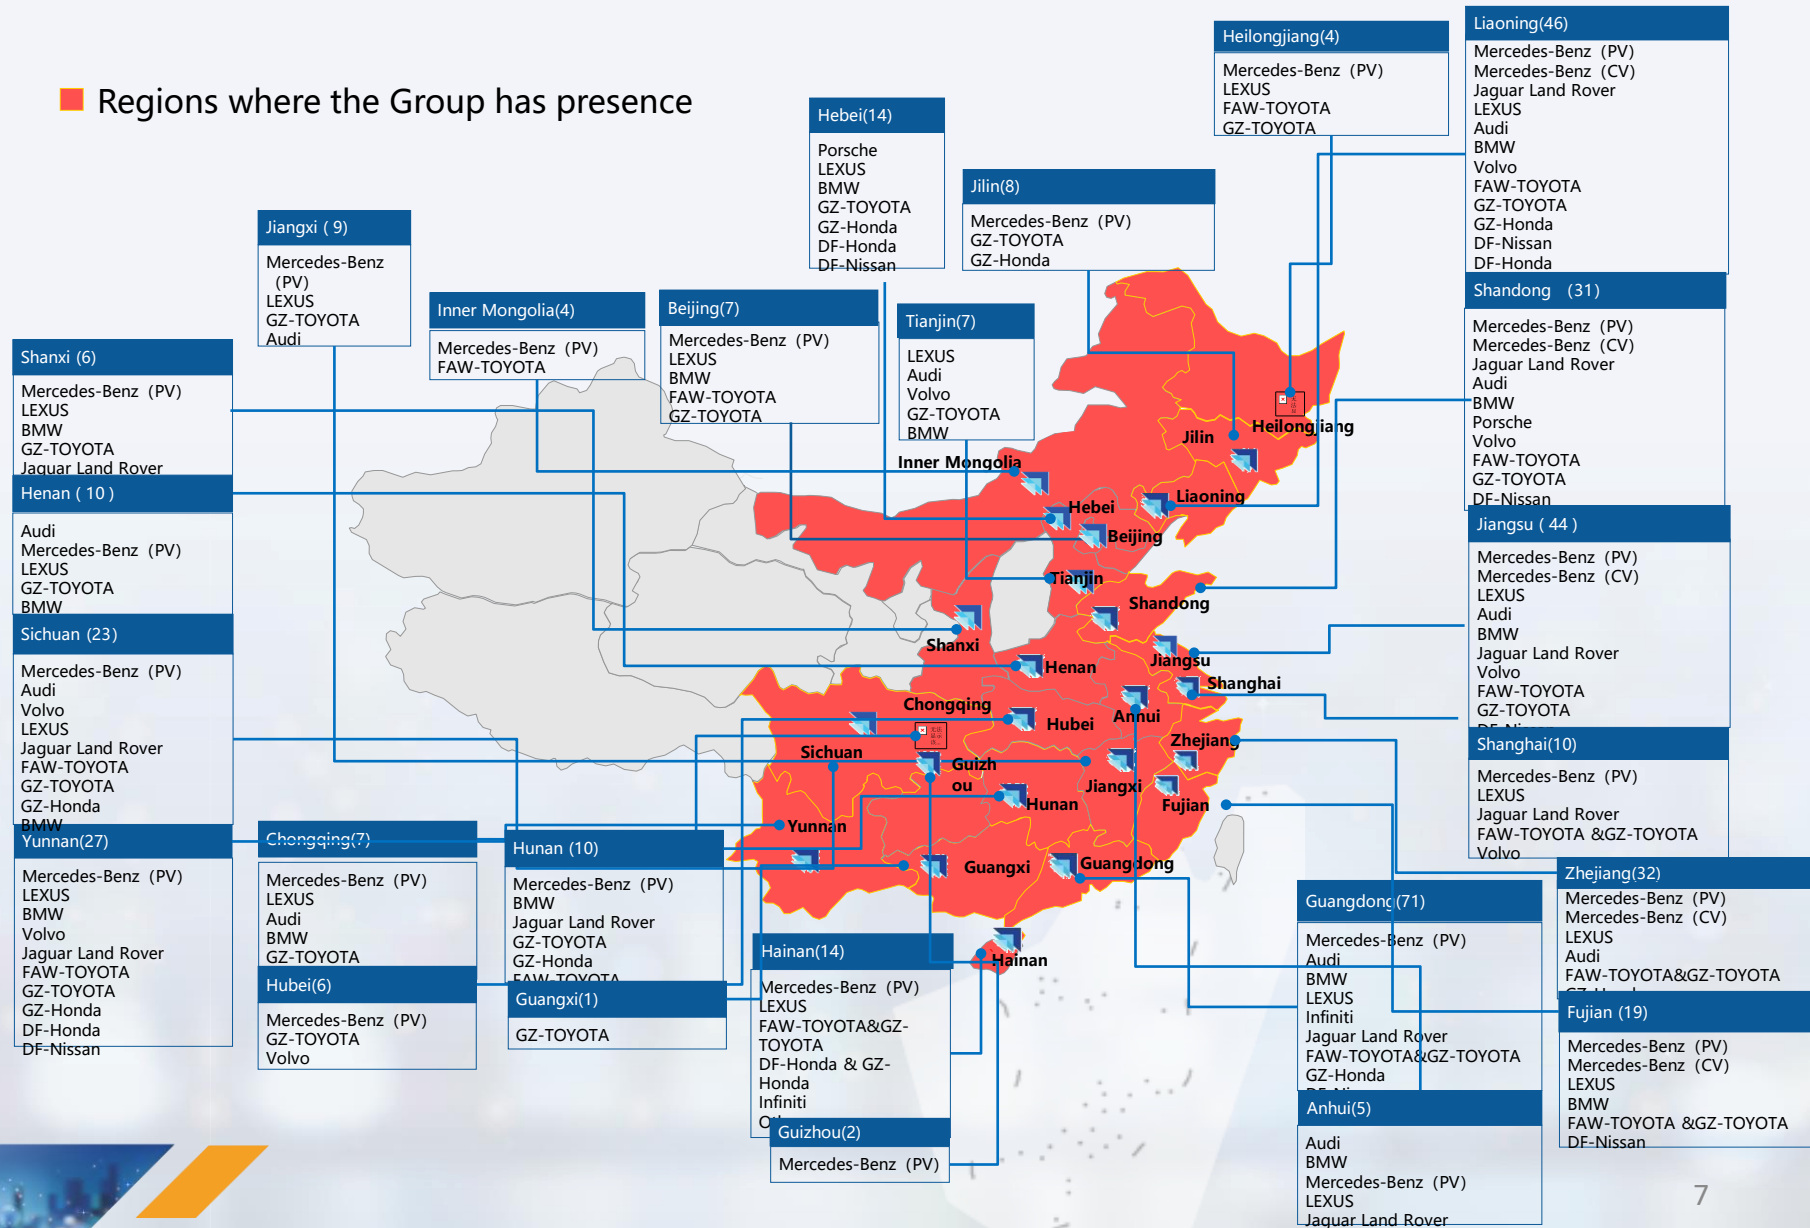 Regions where the Group has presence
Heilongjiang(4)
Mercedes-Benz (PV)
LEXUS
FAW-TOYOTA
GZ-TOYOTA
Liaoning(46)
Mercedes-Benz (PV)
Mercedes-Benz (CV)
Jaguar Land Rover
LEXUS
Audi
BMW
Volvo
FAW-TOYOTA
GZ-TOYOTA
GZ-Honda
DF-Nissan
DF-Honda
Hebei(14)
Porsche
LEXUS
BMW
GZ-TOYOTA
GZ-Honda
DF-Honda
DF-Nissan
Jilin(8)
Mercedes-Benz (PV)
GZ-TOYOTA
GZ-Honda
Jiangxi ( 9)
Mercedes-Benz
(PV)
LEXUS
GZ-TOYOTA
Audi
Inner Mongolia(4)
Mercedes-Benz (PV)
FAW-TOYOTA
Beijing(7)
Mercedes-Benz (PV)
LEXUS
BMW
FAW-TOYOTA
GZ-TOYOTA
Tianjin(7)
LEXUS
Audi
Volvo
GZ-TOYOTA
BMW
Shandong (31)
Mercedes-Benz (PV)
Mercedes-Benz (CV)
Jaguar Land Rover
Audi
BMW
Porsche
Volvo
FAW-TOYOTA
GZ-TOYOTA
DF-Nissan
Shanxi (6)
Mercedes-Benz (PV)
LEXUS
BMW
GZ-TOYOTA
Jaguar Land Rover
Henan ( 10 )
Audi
Mercedes-Benz (PV)
LEXUS
GZ-TOYOTA
BMW
Sichuan (23)
Mercedes-Benz (PV)
Audi
Volvo
LEXUS
Jaguar Land Rover
FAW-TOYOTA
GZ-TOYOTA
GZ-Honda
BMW
Yunnan(27)
Mercedes-Benz (PV)
LEXUS
BMW
Volvo
Jaguar Land Rover
FAW-TOYOTA
GZ-TOYOTA
GZ-Honda
DF-Honda
DF-Nissan
Heilongjiang
Jilin
Inner Mongolia
Liaoning
Hebei
Beijing
Tianjin
Shandong
Shanxi
Jiangsu
Henan
Shanghai
Chongqing
Anhui
Hubei
Zhejiang
Sichuan
Guizh
ou
Jiangxi
Hunan
Fujian
Yunnan
Guangxi
Guangdong
Hainan
Jiangsu ( 44 )
Mercedes-Benz (PV)
Mercedes-Benz (CV)
LEXUS
Audi
BMW
Jaguar Land Rover
Volvo
FAW-TOYOTA
GZ-TOYOTA
Shanghai(10)
Mercedes-Benz (PV)
LEXUS
Jaguar Land Rover
FAW-TOYOTA &GZ-TOYOTA
Volvo
Chongqing(7)
Mercedes-Benz (PV)
LEXUS
Audi
BMW
GZ-TOYOTA
Hubei(6)
Mercedes-Benz (PV)
GZ-TOYOTA
Volvo
Hunan (10)
Mercedes-Benz (PV)
BMW
Jaguar Land Rover
GZ-TOYOTA
GZ-Honda
FAW-TOYOTA
Guangxi(1)
GZ-TOYOTA
Hainan(14)
Mercedes-Benz (PV)
LEXUS
FAW-TOYOTA&GZ-
TOYOTA
DF-Honda & GZ-
Honda
Infiniti
Guizhou(2)
Mercedes-Benz (PV)
Guangdong(71)
Mercedes-Benz (PV)
Audi
BMW
LEXUS
Infiniti
Jaguar Land Rover
FAW-TOYOTA&GZ-TOYOTA
GZ-Honda
Anhui(5)
Audi
BMW
Mercedes-Benz (PV)
LEXUS
Jaguar Land Rover
Zhejiang(32)
Mercedes-Benz (PV)
Mercedes-Benz (CV)
LEXUS
Audi
FAW-TOYOTA&GZ-TOYOTA
Fujian (19)
Mercedes-Benz (PV)
Mercedes-Benz (CV)
LEXUS
BMW
FAW-TOYOTA &GZ-TOYOTA
DF-Nissan
7